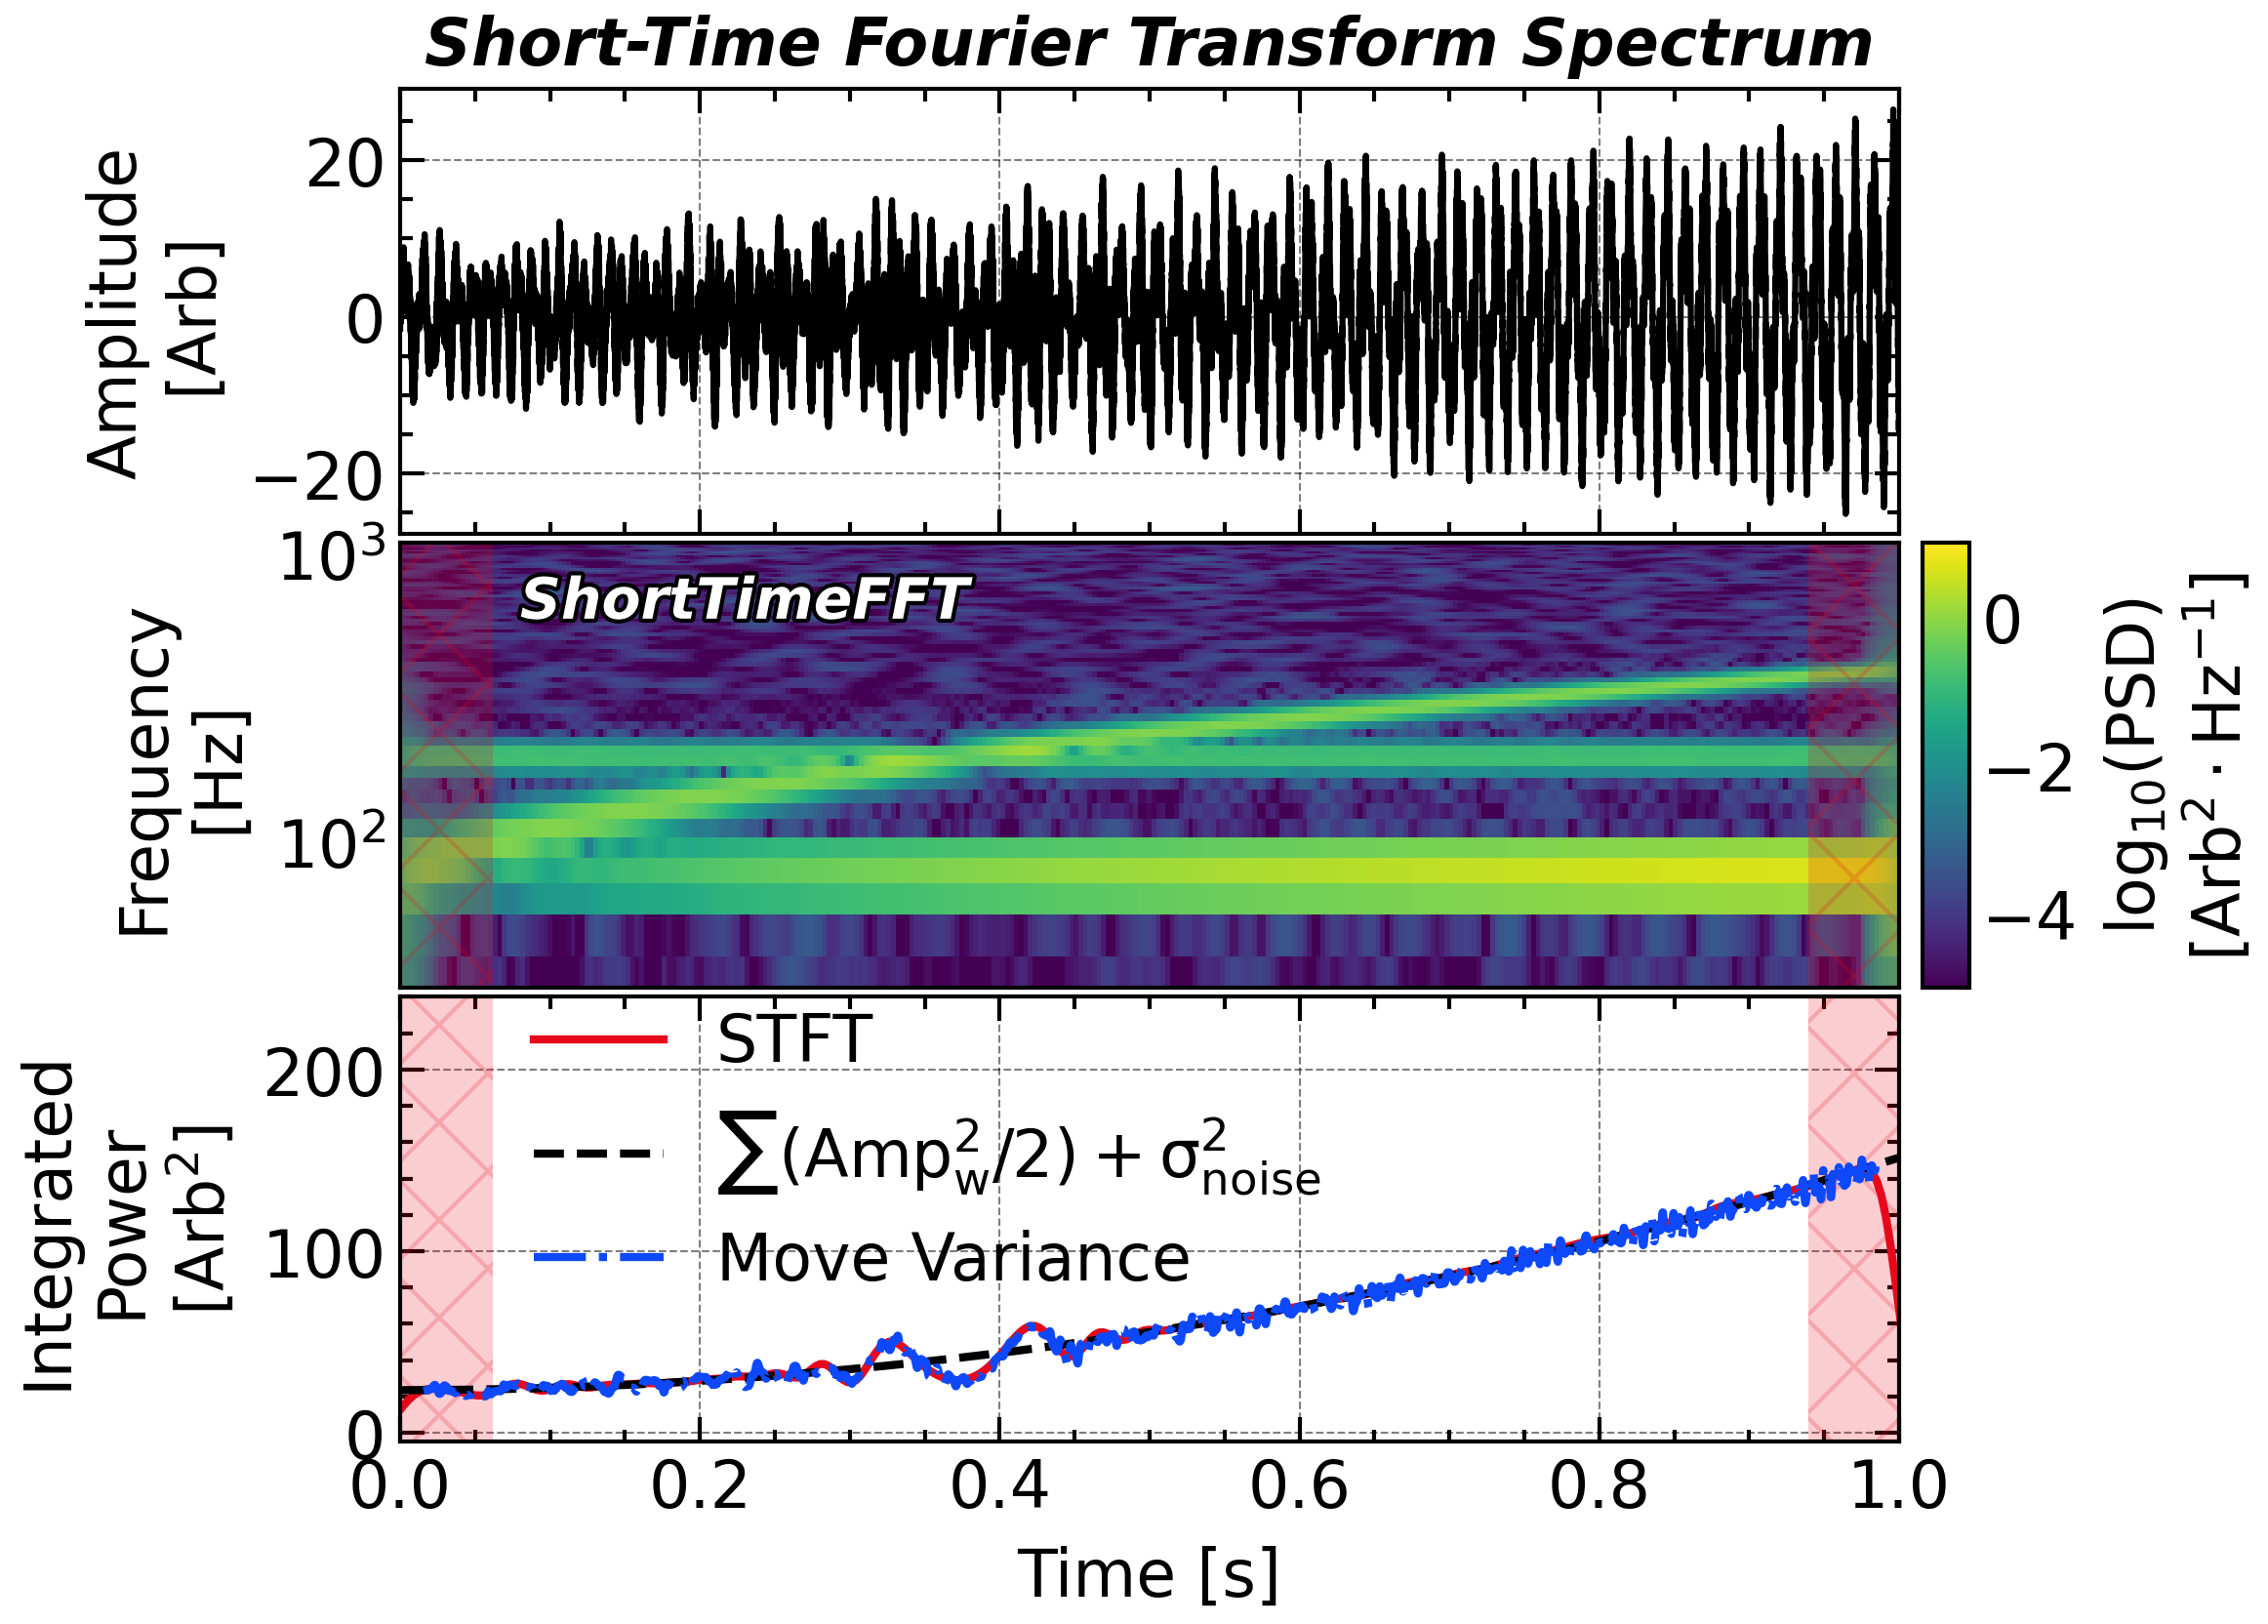 Short-Time Fourier Transform Spectrum
Amplitude
[Arb]
20
0
−20
Frequency
[Hz]
10³
10²
ShortTimeFFT
0
−2
−4
log₁₀(PSD)
[Arb² · Hz⁻¹]
Integrated
Power
[Arb²]
200
100
0
STFT
∑(Amp²_w/2) + σ²_noise
Move Variance
0.0 0.2 0.4 0.6 0.8 1.0
Time [s]